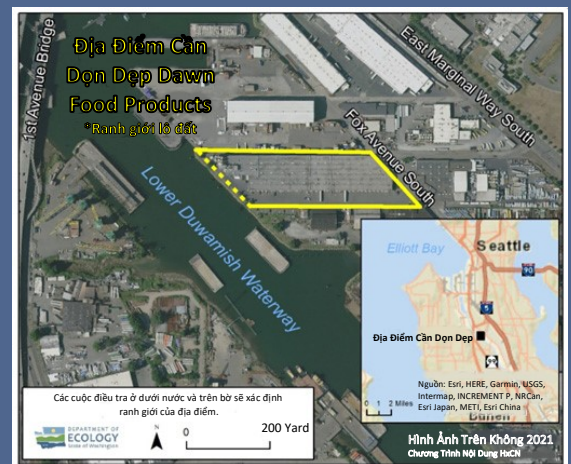 Địa Điểm Cần
Dọn Dẹp Dawn
Food Products
*Ranh giới lô đất
1st Avenue Bridge
East Marginal Way South
Fox Avenue South
Lower Duwamish Waterway
Elliott Bay
Seattle
90
5
Địa Điểm Cần Dọn Dẹp
99
Nguồn: Esri, HERE, Garmin, USGS,
Intermap, INCREMENT P, NRCan,
Esri Japan, METI, Esri China
0 1 2 Miles
Các cuộc điều tra ở dưới nước và trên bờ sẽ xác định
ranh giới của địa điểm.
DEPARTMENT OF
ECOLOGY
State of Washington
N
0 200 Yard
Hình Ảnh Trên Không 2021
Chương Trình Nội Dung HxCN